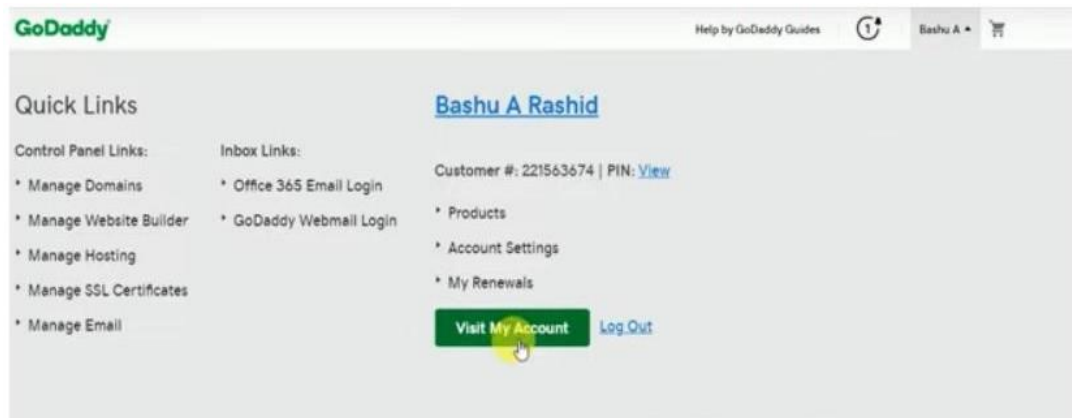 GoDaddy
Help by GoDaddy Guides
1
Bashu A
Quick Links
Control Panel Links:
Manage Domains
Manage Website Builder
Manage Hosting
Manage SSL Certificates
Manage Email
Inbox Links:
Office 365 Email Login
GoDaddy Webmail Login
Bashu A Rashid
Customer #: 221563674 | PIN: View
Products
Account Settings
My Renewals
Visit My Account
Log Out